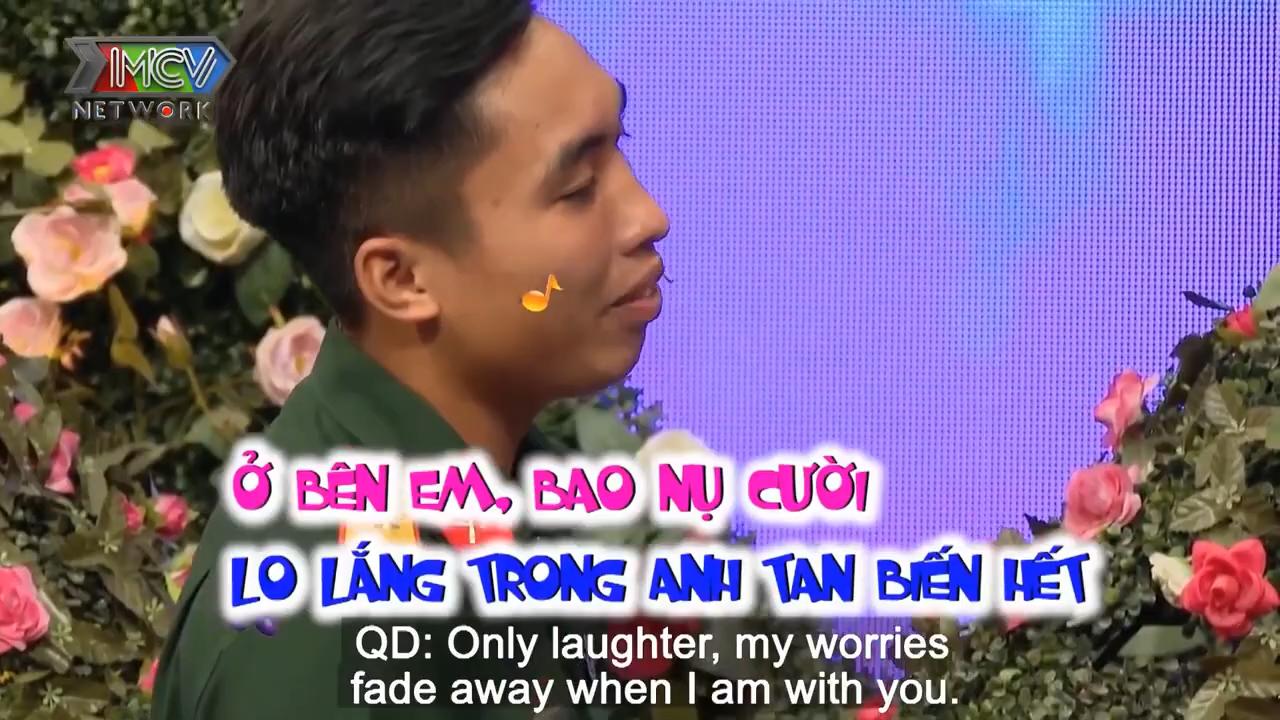 MCV
NETWORK
Ở BÊN EM, BAO NỤ CƯỜI
LO LẮNG TRONG ANH TAN BIẾN HẾT
QD: Only laughter, my worries
fade away when I am with you.